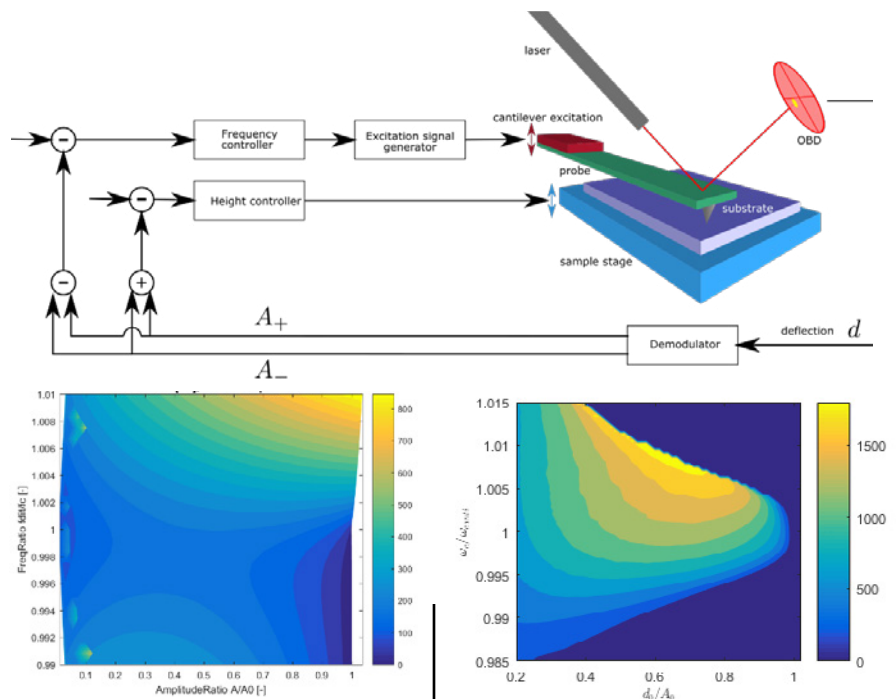 laser
cantilever excitation
OBD
Frequency
controller
Excitation signal
generator
probe
Height controller
substrate
sample stage
-
-
-
+
A+
A−
Demodulator
deflection
d
1.01
1.008
1.006
1.004
1.002
1
0.998
0.996
0.994
0.992
0.99
FreqRatio fd/fc [-]
0.1 0.2 0.3 0.4 0.5 0.6 0.7 0.8 0.9 1
AmplitudeRatio A/A0 [-]
800
700
600
500
400
300
200
100
0
1.015
1.01
1.005
1
0.995
0.99
0.985
0.2 0.4 0.6 0.8 1
d₀/A₀
1500
1000
500
0